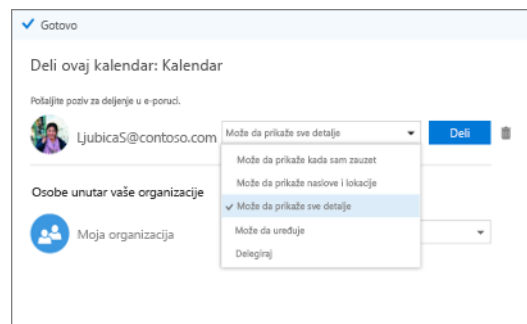 Gotovo
Deli ovaj kalendar: Kalendar
Pošaljite poziv za deljenje u e-poruci.
LjubicaS@contoso.com
Može da prikaže sve detalje
Deli
Može da prikaže kada sam zauzet
Može da prikaže naslove i lokacije
Može da prikaže sve detalje
Može da uređuje
Delegiraj
Osobe unutar vaše organizacije
Moja organizacija